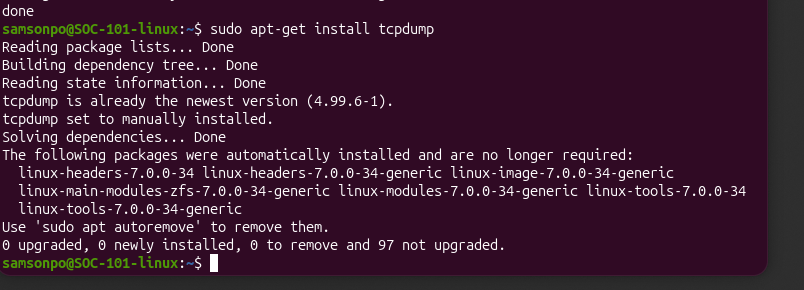 done
samsonpo@SOC-101-linux:~$ sudo apt-get install tcpdump
Reading package lists... Done
Building dependency tree... Done
Reading state information... Done
tcpdump is already the newest version (4.99.6-1).
tcpdump set to manually installed.
Solving dependencies... Done
The following packages were automatically installed and are no longer required:
  linux-headers-7.0.0-34 linux-headers-7.0.0-34-generic linux-image-7.0.0-34-generic
  linux-main-modules-zfs-7.0.0-34-generic linux-modules-7.0.0-34-generic linux-tools-7.0.0-34
  linux-tools-7.0.0-34-generic
Use 'sudo apt autoremove' to remove them.
0 upgraded, 0 newly installed, 0 to remove and 97 not upgraded.
samsonpo@SOC-101-linux:~$